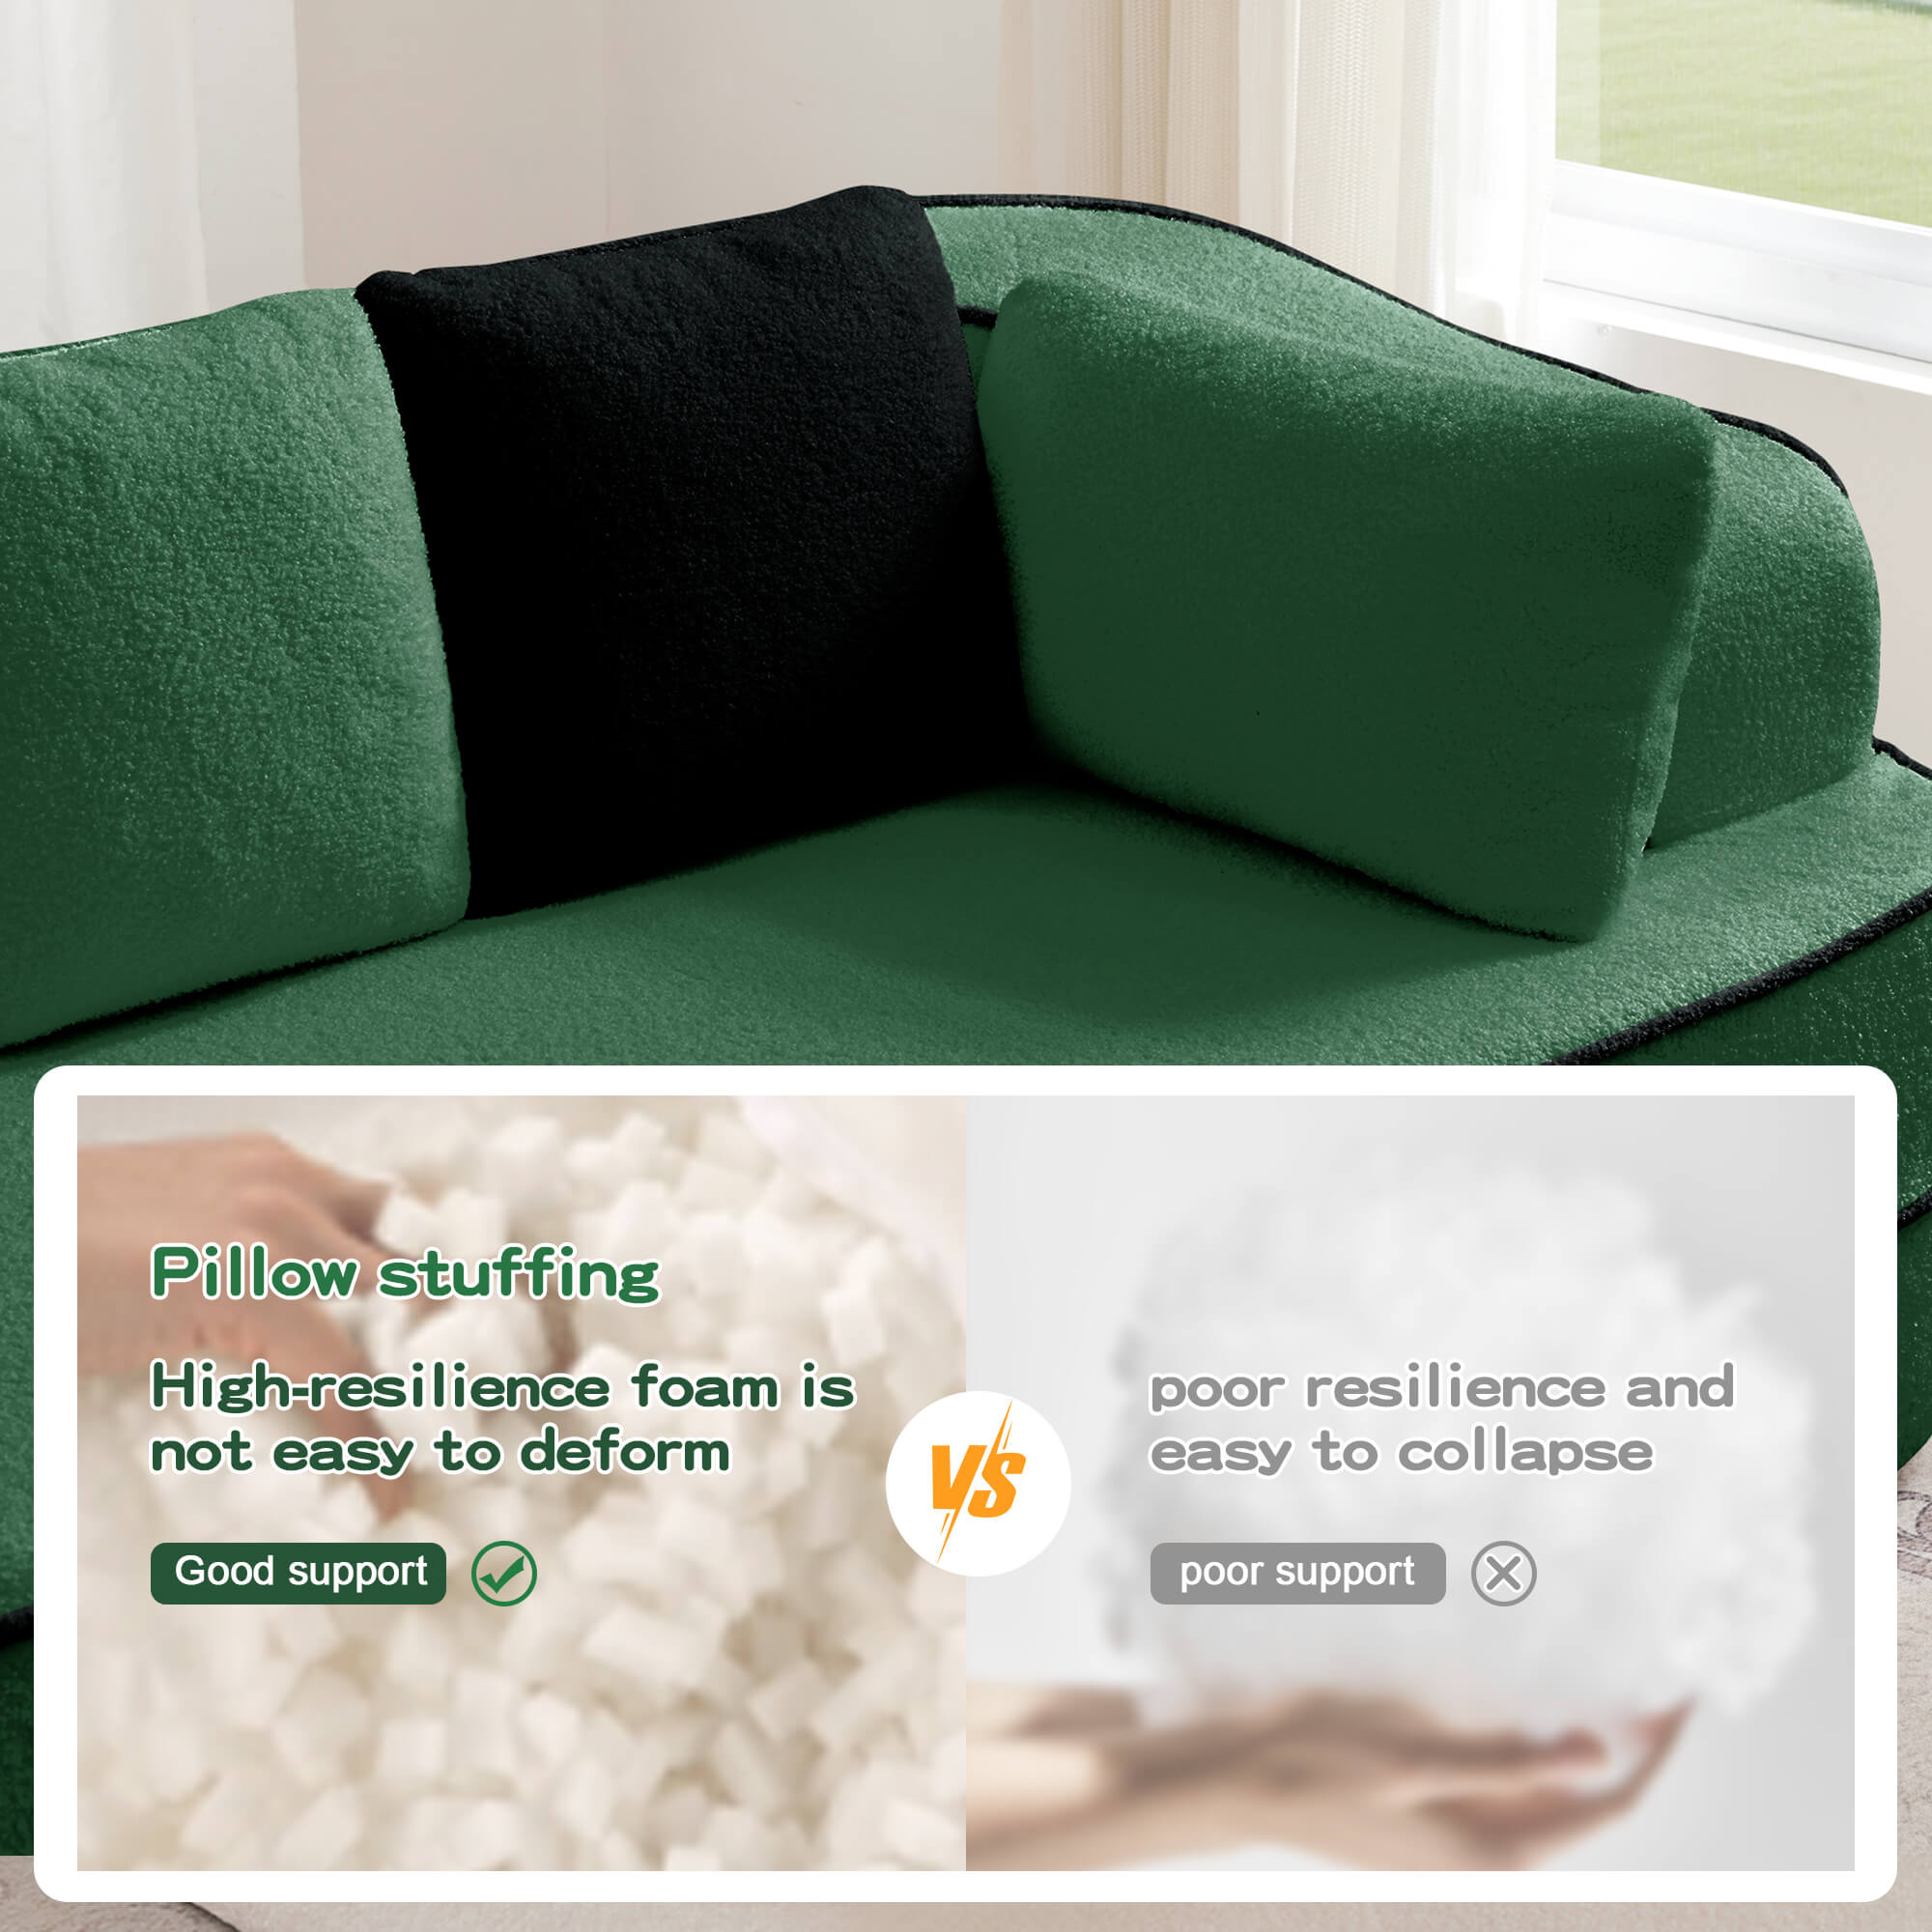 Pillow stuffing
High-resilience foam is
not easy to deform
Good support
VS
poor resilience and
easy to collapse
poor support